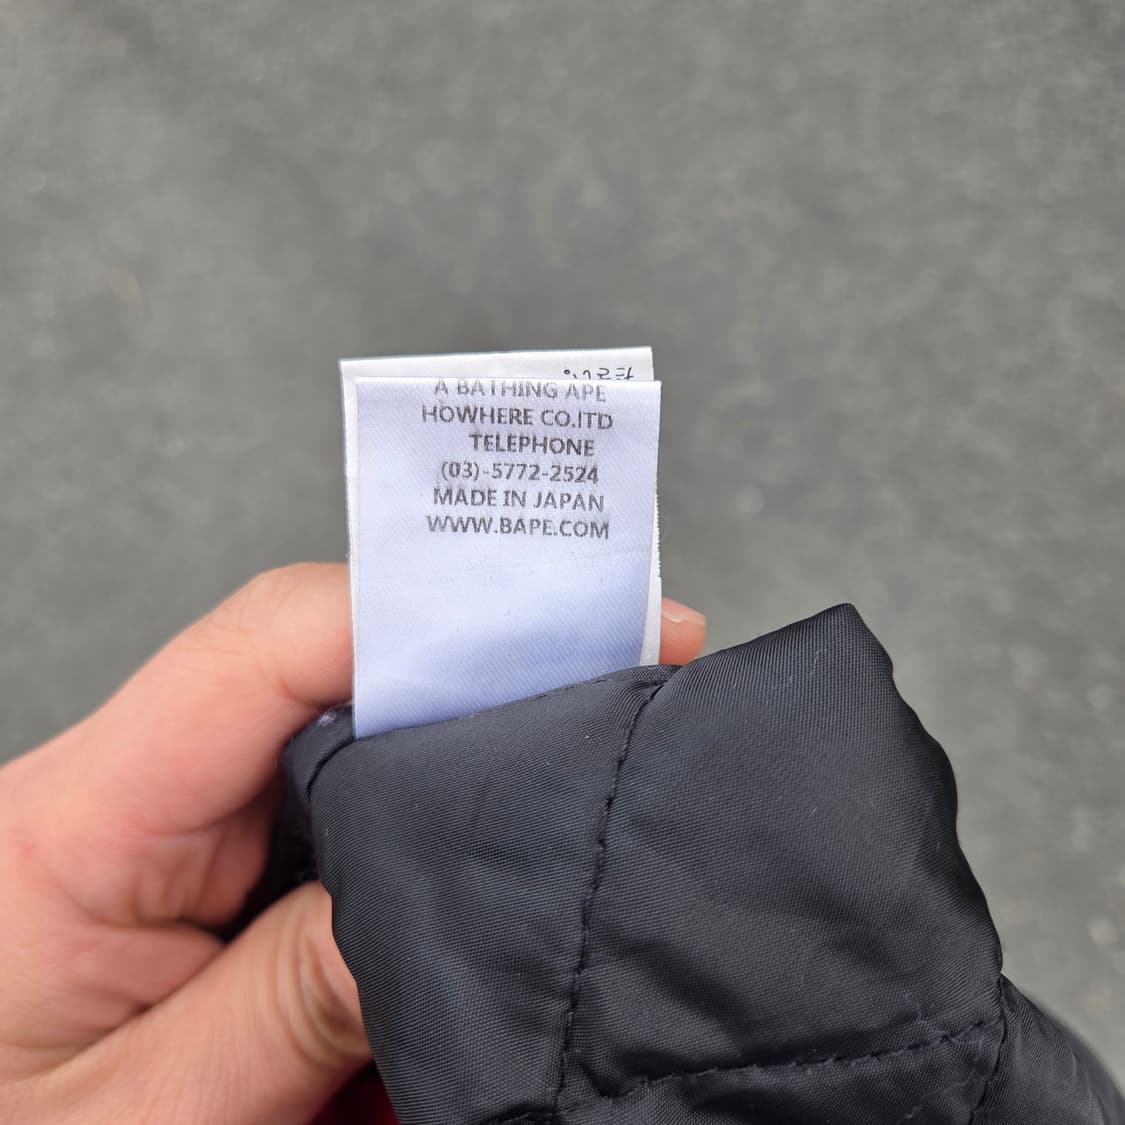 A BATHING APE
HOWHERE CO.ITD
TELEPHONE
(03)-5772-2524
MADE IN JAPAN
WWW.BAPE.COM